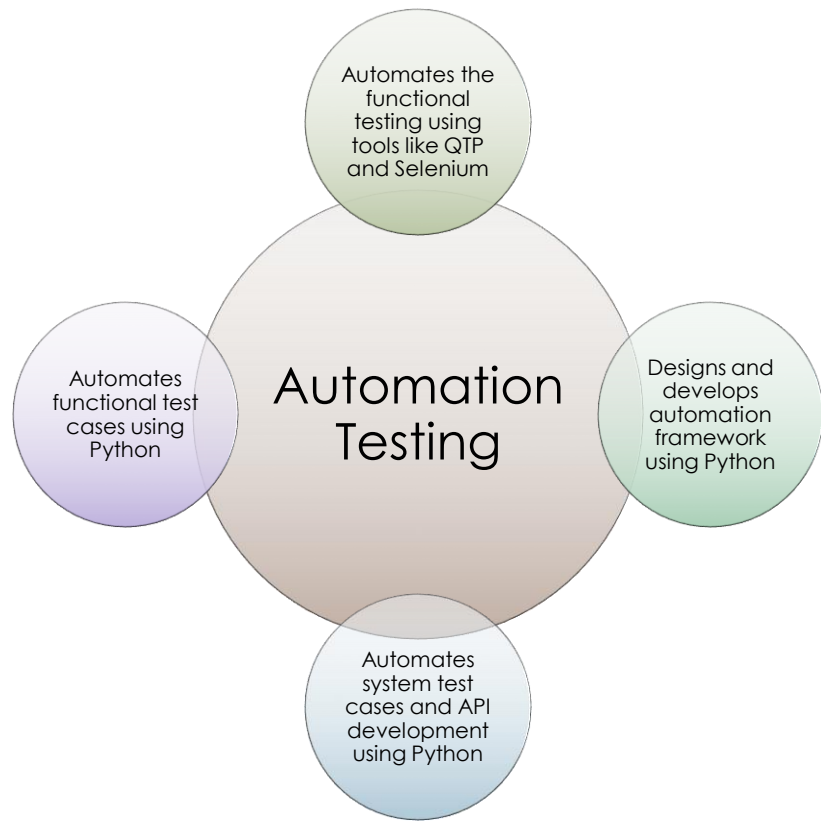 Automates the
functional
testing using
tools like QTP
and Selenium
Automation
Testing
Designs and
develops
automation
framework
using Python
Automates
system test
cases and API
development
using Python
Automates
functional test
cases using
Python